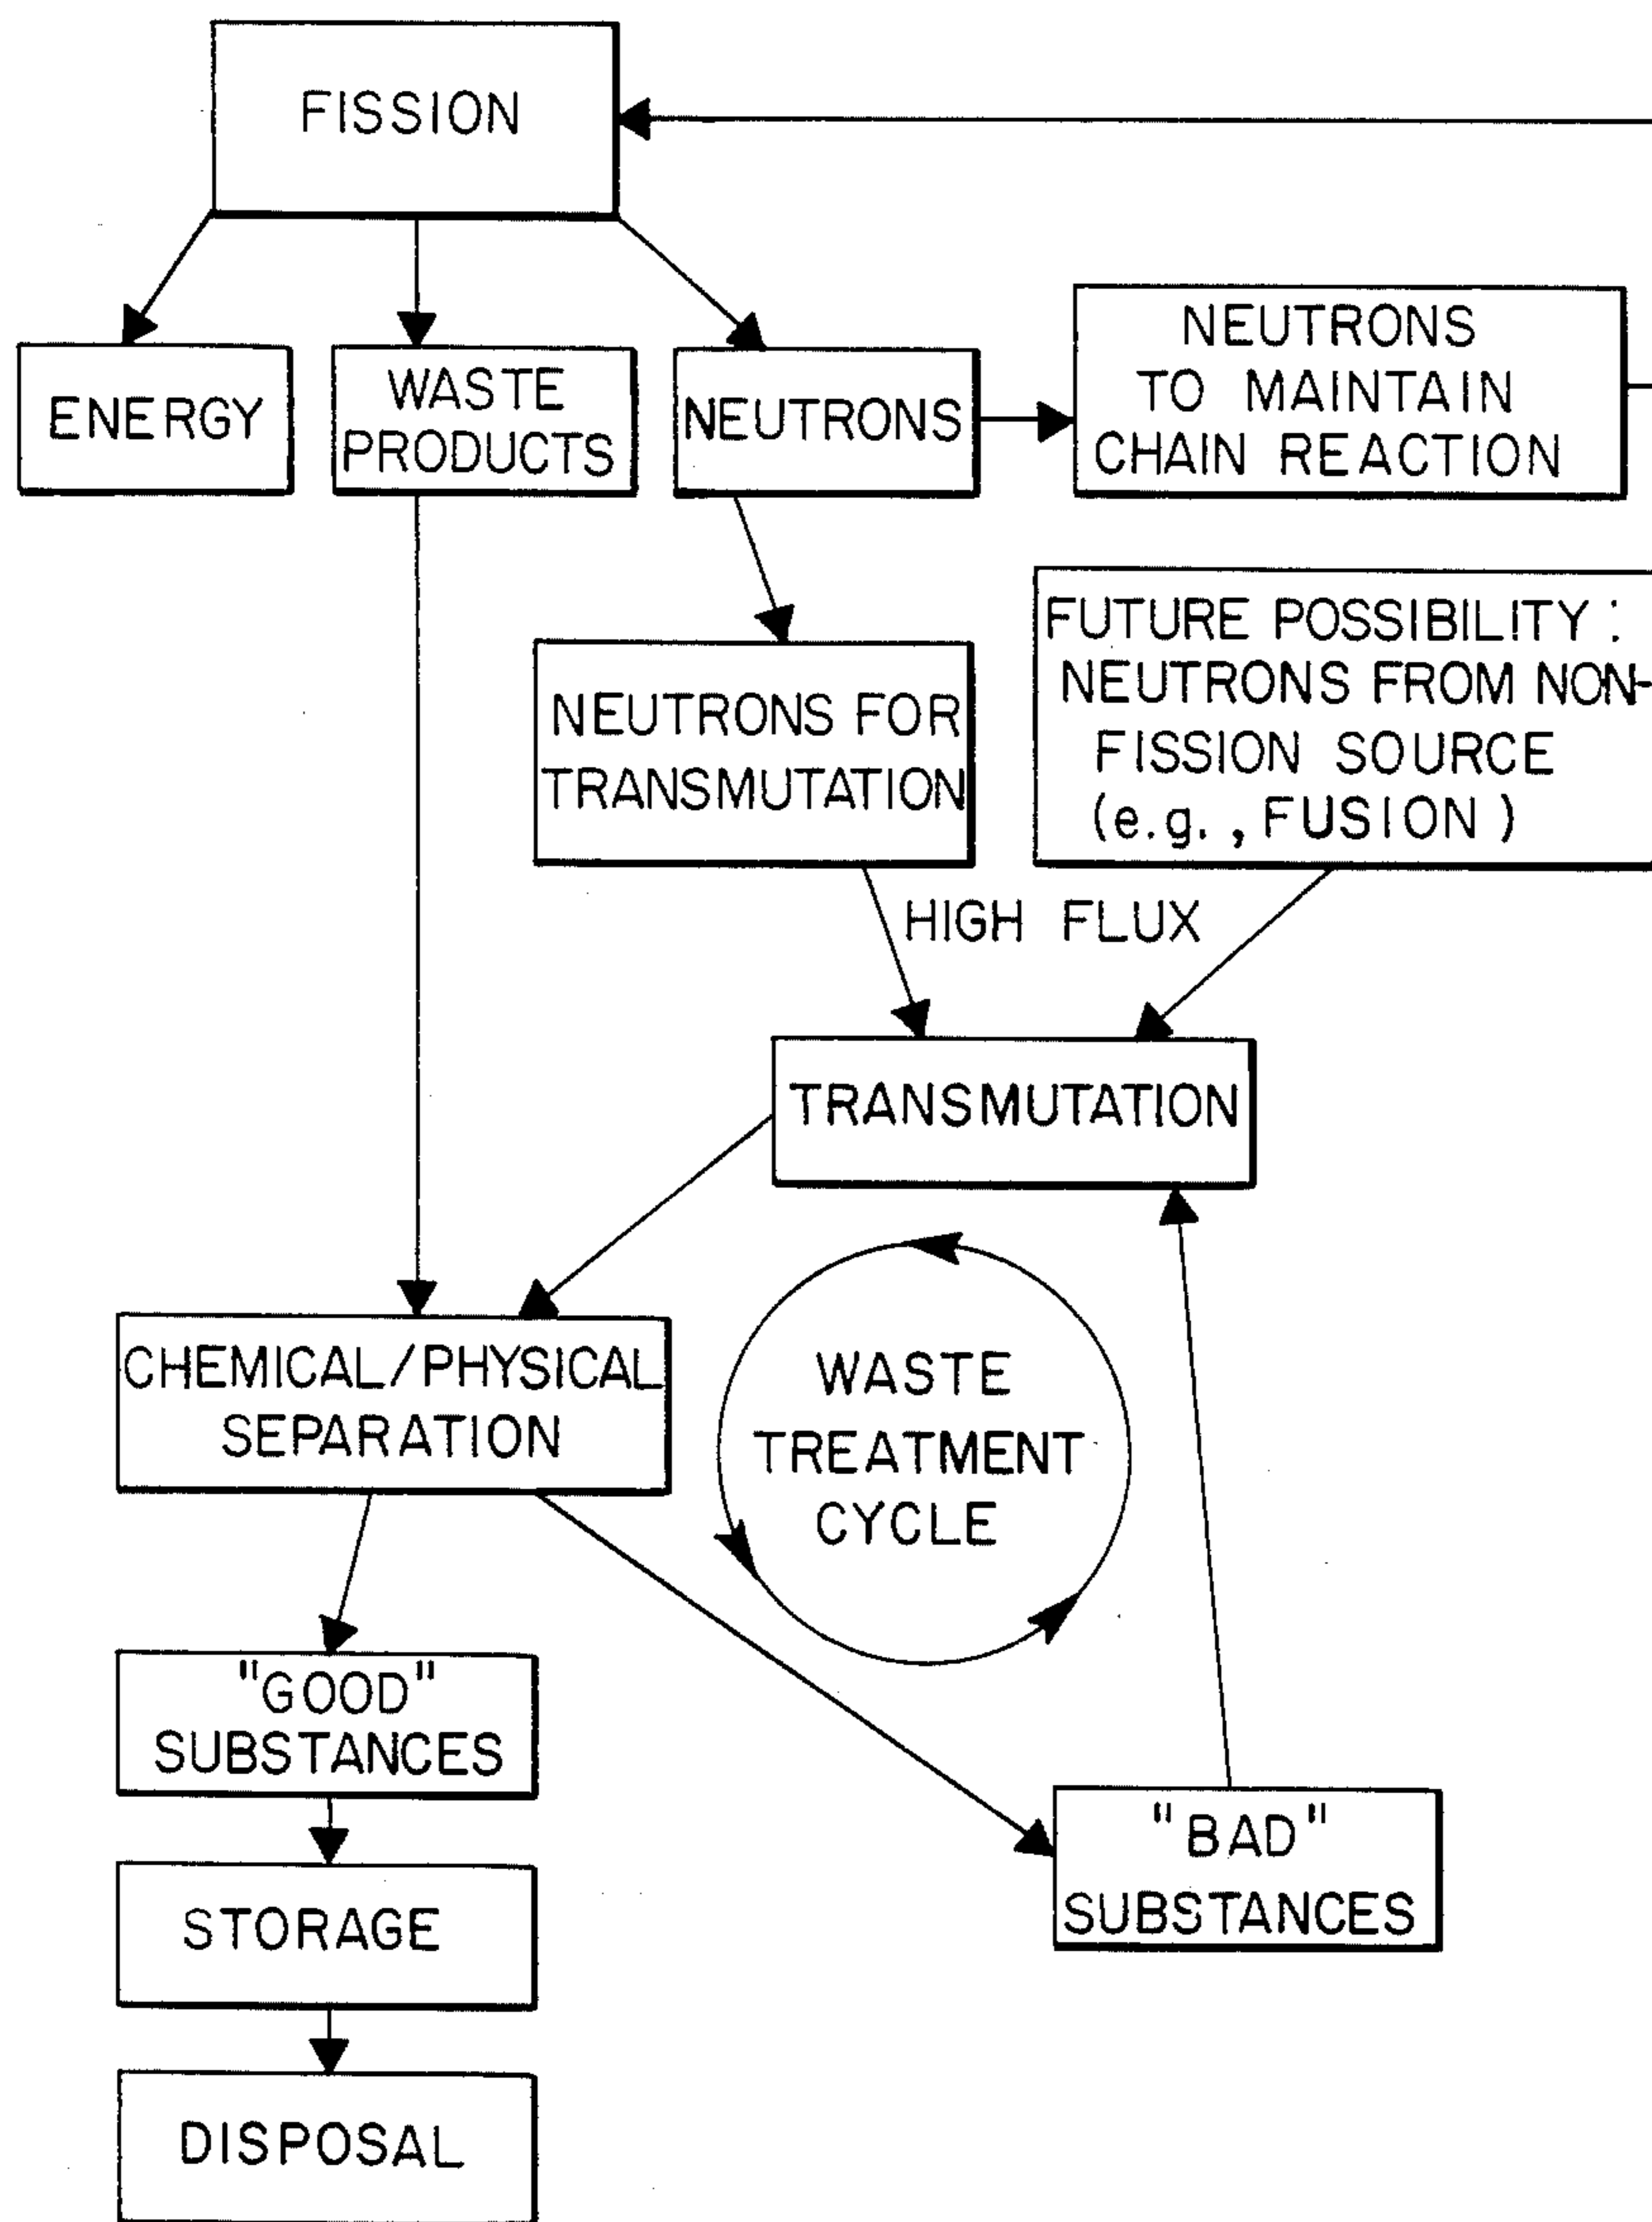 FISSION
ENERGY
WASTE
PRODUCTS
NEUTRONS
NEUTRONS
TO MAINTAIN
CHAIN REACTION
NEUTRONS FOR
TRANSMUTATION
FUTURE POSSIBILITY:
NEUTRONS FROM NON-
FISSION SOURCE
(e.g., FUSION)
HIGH FLUX
TRANSMUTATION
CHEMICAL/PHYSICAL
SEPARATION
WASTE
TREATMENT
CYCLE
"GOOD"
SUBSTANCES
"BAD"
SUBSTANCES
STORAGE
DISPOSAL